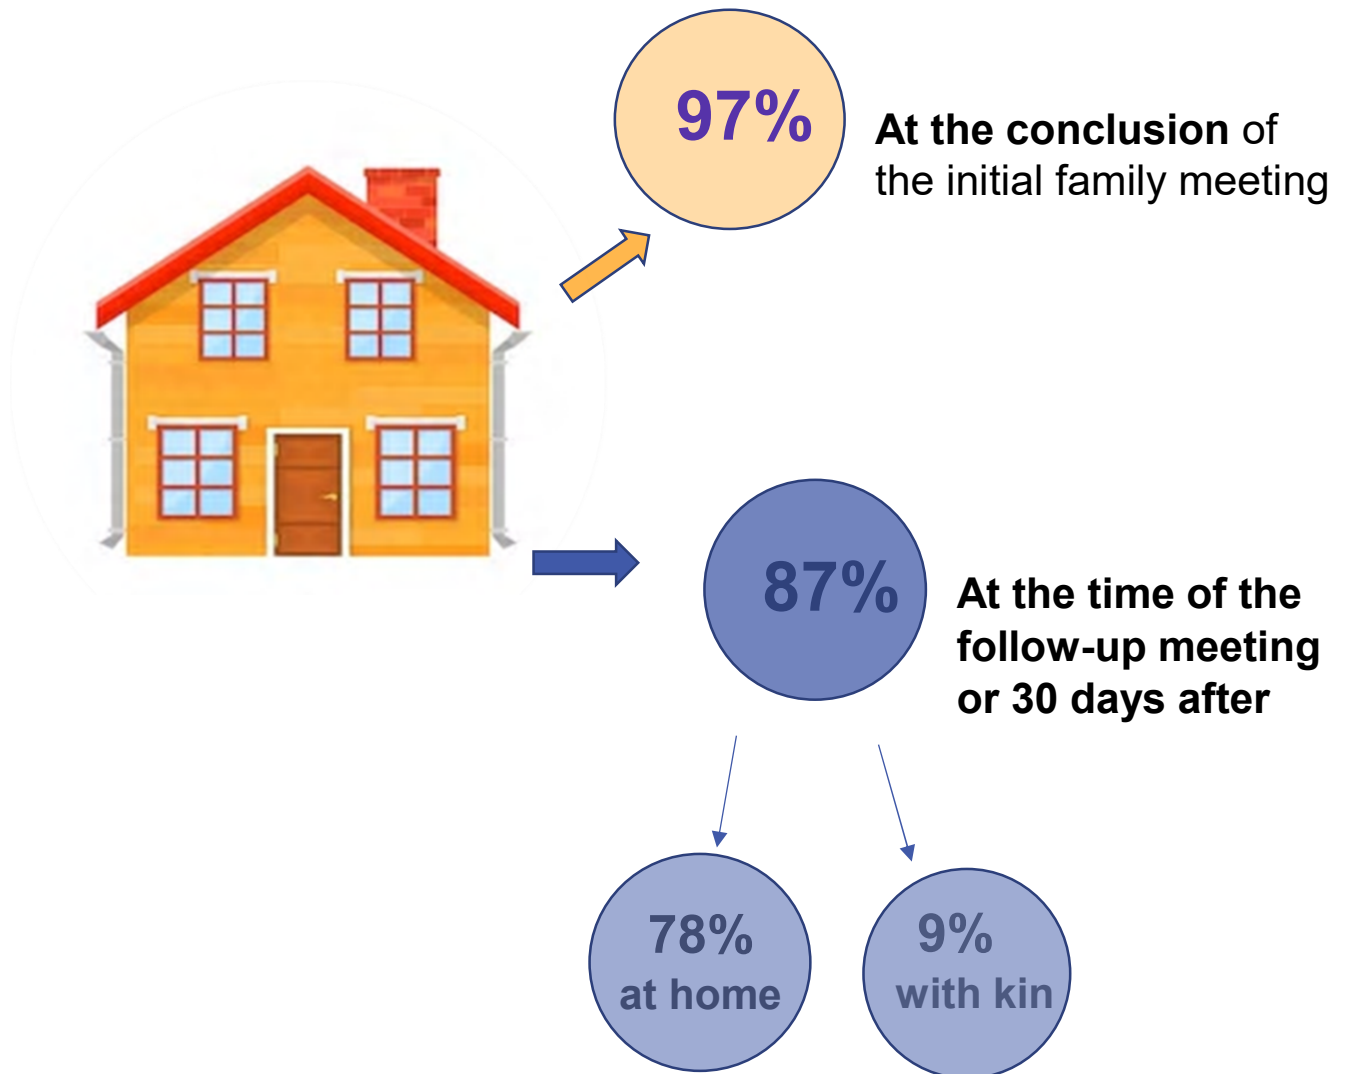 97%
At the conclusion of
the initial family meeting
87%
At the time of the
follow-up meeting
or 30 days after
78%
at home
9%
with kin